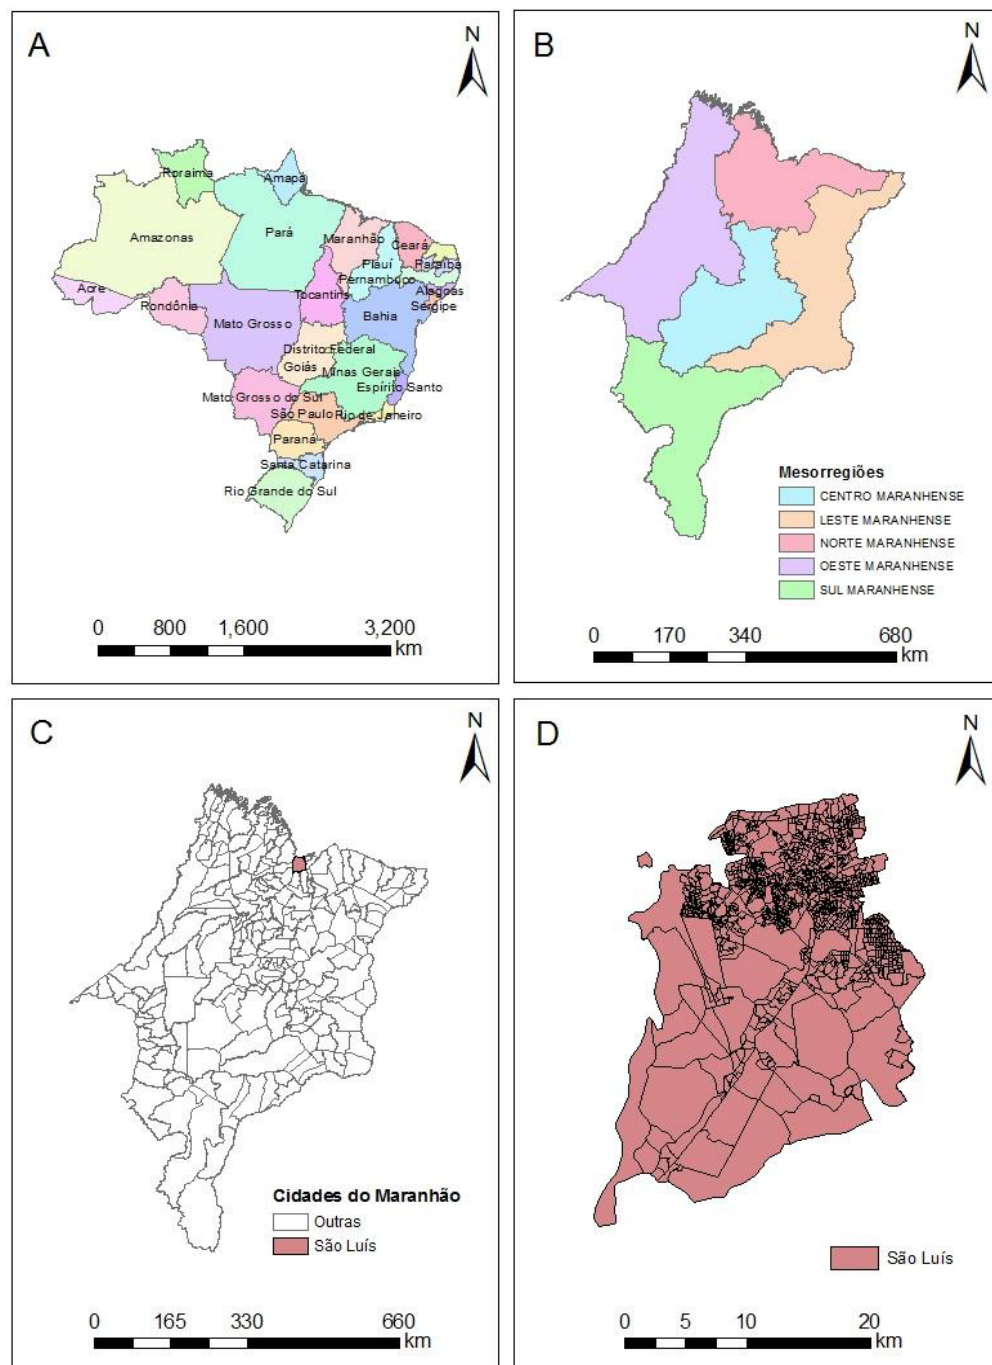 A
N
Roraima
Amapá
Amazonas
Pará
Maranhão
Ceará
Piauí
Paraíba
Pernambuco
Acre
Rondônia
Tocantins
Alagoas
Sergipe
Mato Grosso
Bahia
Distrito Federal
Goiás
Minas Gerais
Espírito Santo
Mato Grosso do Sul
São Paulo
Rio de Janeiro
Paraná
Santa Catarina
Rio Grande do Sul
0 800 1,600 3,200
km
B
N
Mesorregiões
CENTRO MARANHENSE
LESTE MARANHENSE
NORTE MARANHENSE
OESTE MARANHENSE
SUL MARANHENSE
0 170 340 680
km
C
N
Cidades do Maranhão
Outras
São Luís
0 165 330 660
km
D
N
São Luís
0 5 10 20
km